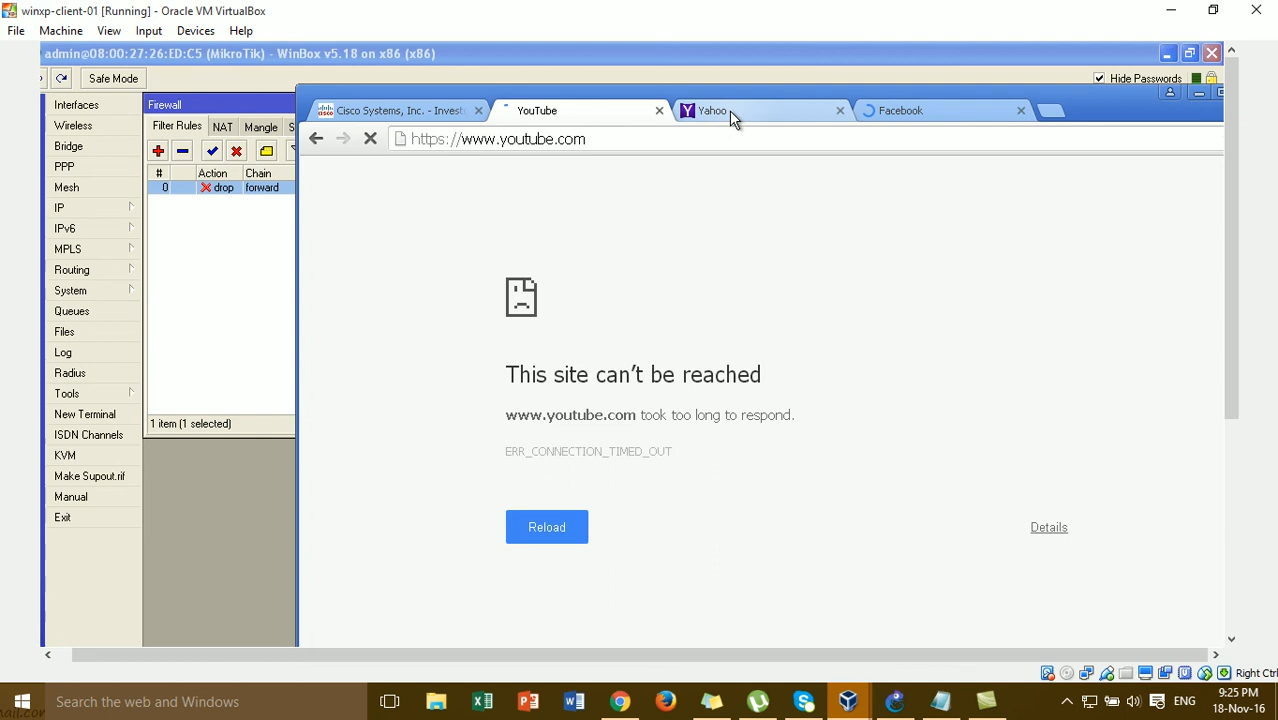 winxp-client-01 [Running] - Oracle VM VirtualBox
File Machine View Input Devices Help
admin@08:00:27:26:ED:C5 (MikroTik) - WinBox v5.18 on x86 (x86)
Safe Mode
Hide Passwords
Interfaces
Wireless
Bridge
PPP
Mesh
IP
IPv6
MPLS
Routing
System
Queues
Files
Log
Radius
Tools
New Terminal
ISDN Channels
KVM
Make Supout.rif
Manual
Exit
Firewall
Filter Rules NAT Mangle S
# Action Chain
0 drop forward
1 item (1 selected)
Cisco Systems, Inc. - Invest
YouTube
Yahoo
Facebook
https://www.youtube.com
This site can't be reached
www.youtube.com took too long to respond.
ERR_CONNECTION_TIMED_OUT
Reload
Details
Right Ctrl
Search the web and Windows
ENG
9:25 PM
18-Nov-16